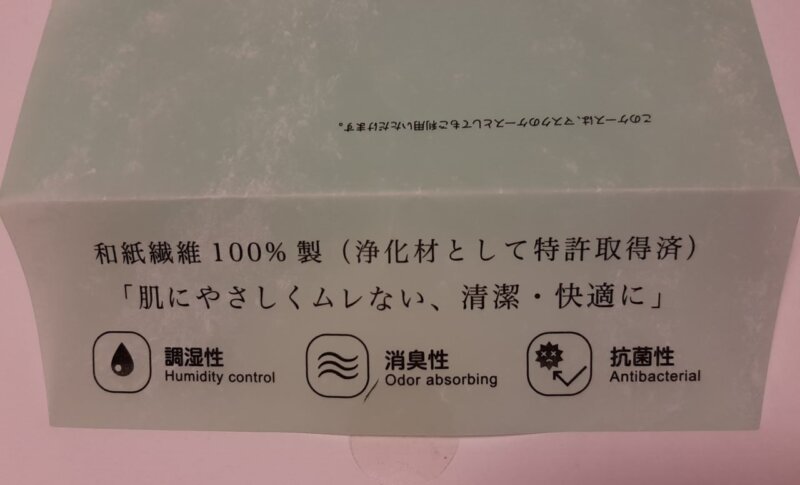 このケースは、マスクのケースとしてもご利用いただけます。
和紙繊維100%製（浄化材として特許取得済）
「肌にやさしくムレない、清潔・快適に」
調湿性
Humidity control
消臭性
Odor absorbing
抗菌性
Antibacterial